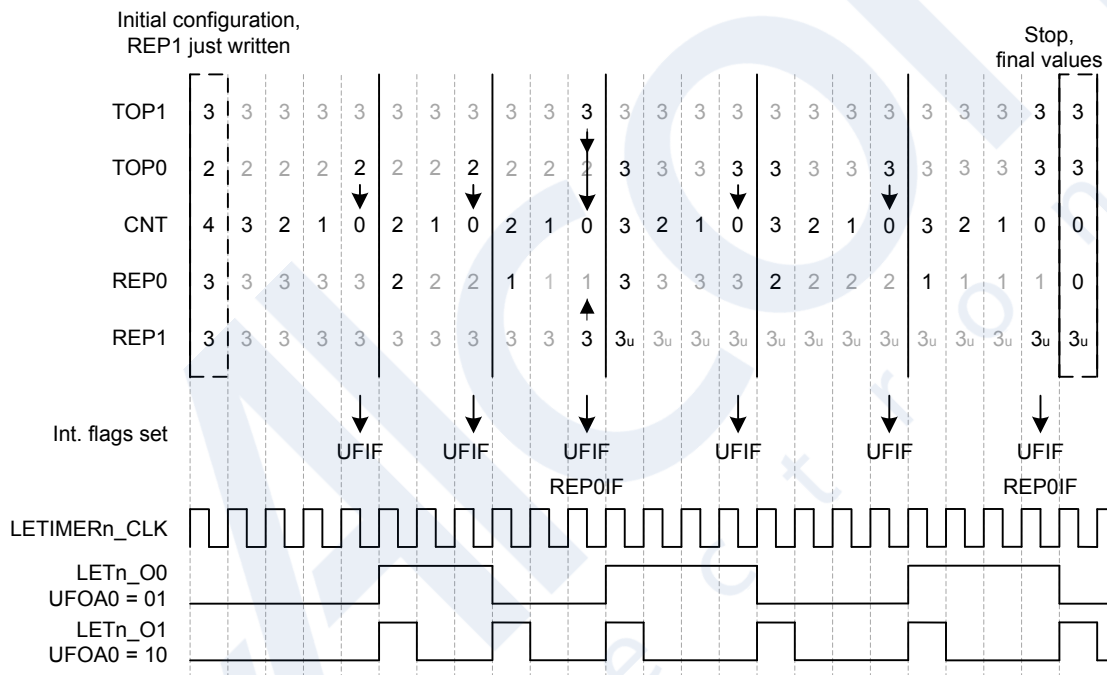 Initial configuration,
REP1 just written
Stop,
final values
TOP1 3 3 3 3 3 3 3 3 3 3 3 3 3 3 3 3 3 3 3 3 3 3 3 3
TOP0 2 2 2 2 2 2 2 2 2 2 2 3 3 3 3 3 3 3 3 3 3 3 3 3
CNT 4 3 2 1 0 2 1 0 2 1 0 3 2 1 0 3 2 1 0 3 2 1 0 0
REP0 3 3 3 3 3 2 2 2 1 1 1 3 3 3 3 2 2 2 2 1 1 1 1 0
REP1 3 3 3 3 3 3 3 3 3 3 3 3u 3u 3u 3u 3u 3u 3u 3u 3u 3u 3u 3u 3u
Int. flags set
UFIF UFIF UFIF UFIF UFIF UFIF
REP0IF REP0IF
LETIMERn_CLK
LETn_O0
UFOA0 = 01
LETn_O1
UFOA0 = 10